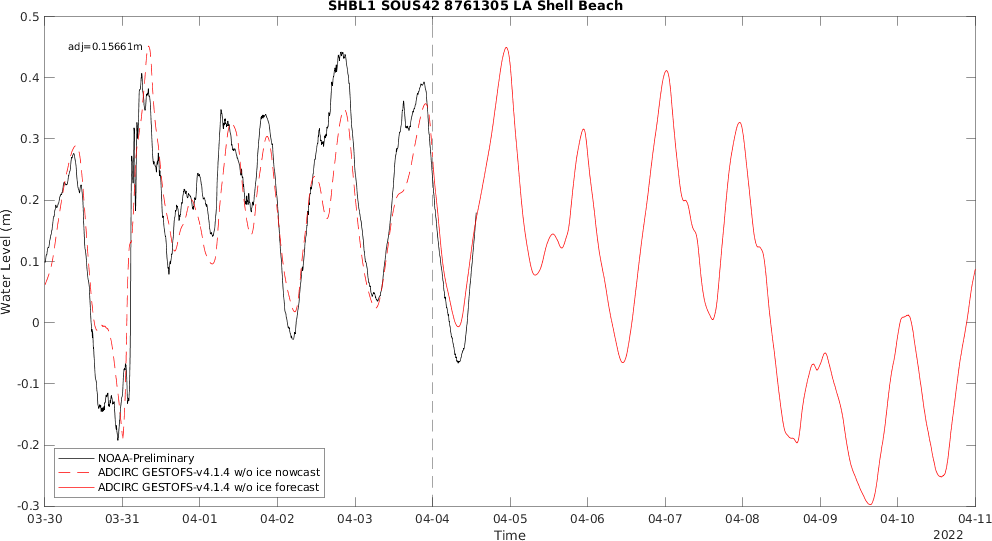 SHBL1 SOUS42 8761305 LA Shell Beach
adj=0.15661m
Water Level (m)
0.5
0.4
0.3
0.2
0.1
0
-0.1
-0.2
-0.3
NOAA-Preliminary
ADCIRC GESTOFS-v4.1.4 w/o ice nowcast
ADCIRC GESTOFS-v4.1.4 w/o ice forecast
03-30 03-31 04-01 04-02 04-03 04-04 04-05 04-06 04-07 04-08 04-09 04-10 04-11
Time
2022